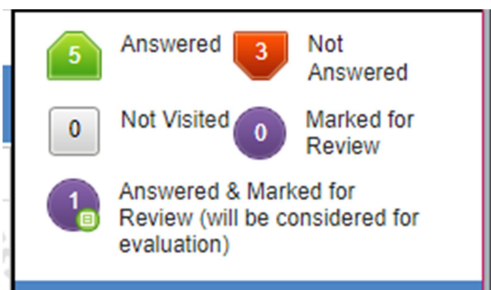 5 Answered 3 Not
Answered
0 Not Visited 0 Marked for
Review
1 Answered & Marked for
Review (will be considered for
evaluation)